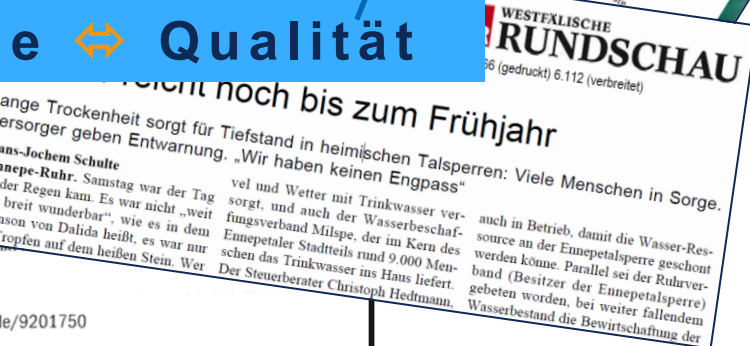 e ⇔ Qualität
WESTFÄLISCHE
RUNDSCHAU
66 (gedruckt) 6.112 (verbreitet)
reicht noch bis zum Frühjahr
ange Trockenheit sorgt für Tiefstand in heimischen Talsperren: Viele Menschen in Sorge.
ersorger geben Entwarnung. „Wir haben keinen Engpass“
ans-Jochem Schulte
nnepe-Ruhr. Samstag war der Tag
der Regen kam. Es war nicht „weit
breit wunderbar“, wie es in dem
nson von Dalida heißt, es war nur
Tropfen auf dem heißen Stein. Wer
vel und Wetter mit Trinkwasser ver-
sorgt, und auch der Wasserbeschaf-
fungsverband Milspe, der im Kern des
Ennepetaler Stadtteils rund 9.000 Men-
schen das Trinkwasser ins Haus liefert.
Der Steuerberater Christoph Hedtmann,
auch in Betrieb, damit die Wasser-Res-
source an der Ennepetalsperre geschont
werden könne. Parallel sei der Ruhrver-
band (Besitzer der Ennepetalsperre)
gebeten worden, bei weiter fallendem
Wasserbestand die Bewirtschaftung der
de/9201750